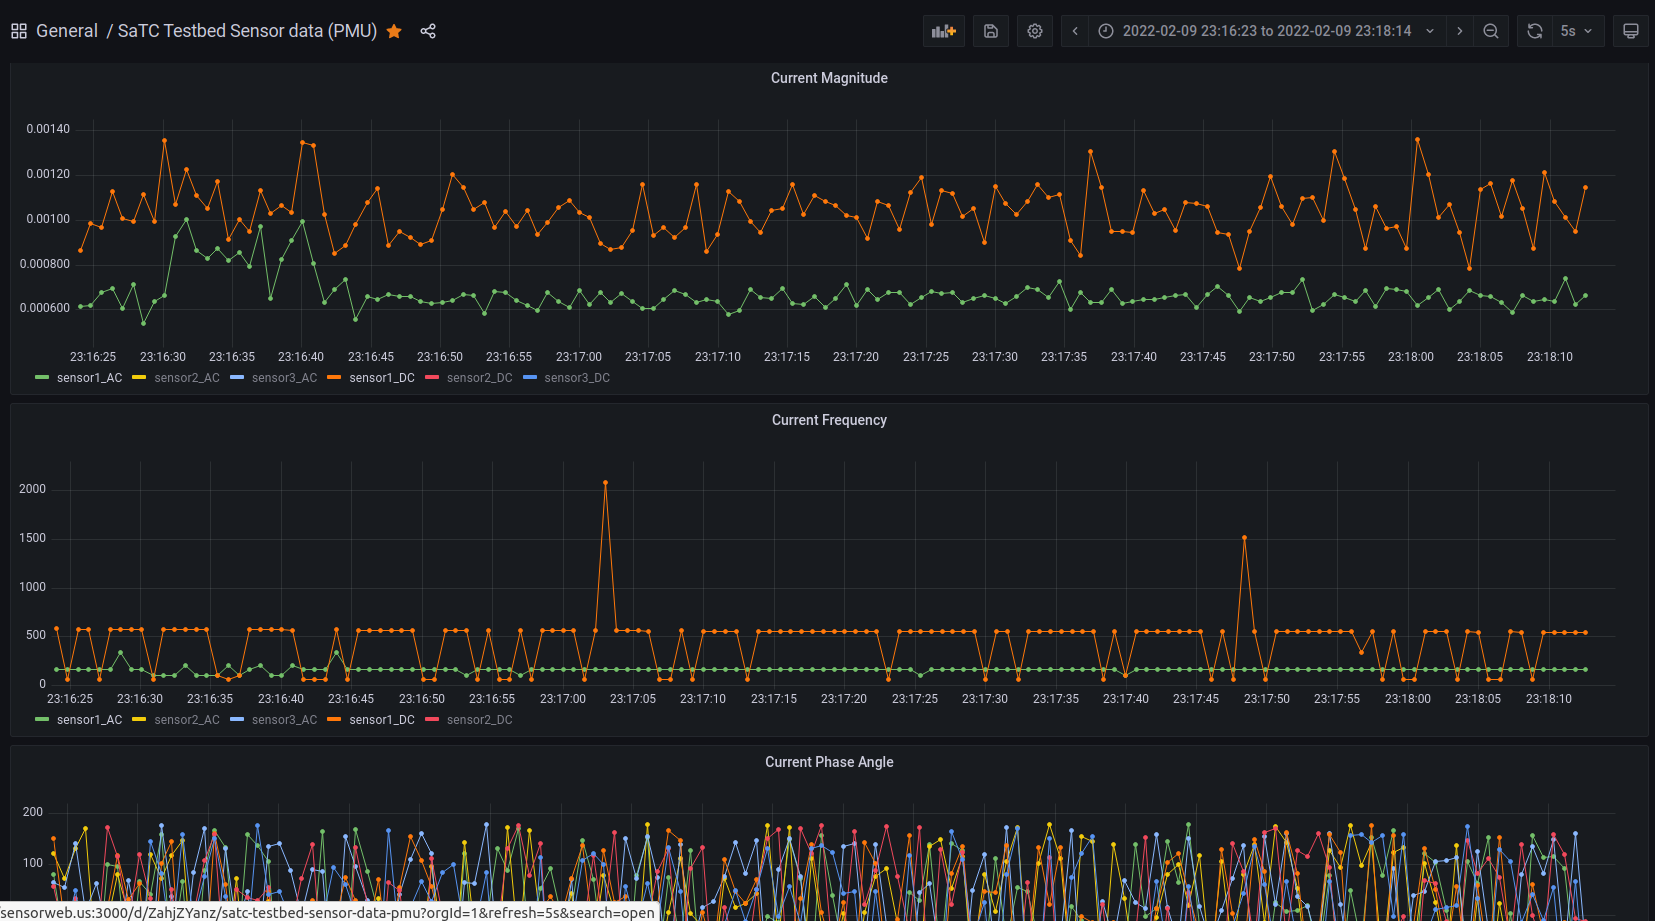 General / SaTC Testbed Sensor data (PMU)
2022-02-09 23:16:23 to 2022-02-09 23:18:14
5s
Current Magnitude
0.00140
0.00120
0.00100
0.000800
0.000600
23:16:25 23:16:30 23:16:35 23:16:40 23:16:45 23:16:50 23:16:55 23:17:00 23:17:05 23:17:10 23:17:15 23:17:20 23:17:25 23:17:30 23:17:35 23:17:40 23:17:45 23:17:50 23:17:55 23:18:00 23:18:05 23:18:10
sensor1_AC sensor2_AC sensor3_AC sensor1_DC sensor2_DC sensor3_DC
Current Frequency
2000
1500
1000
500
0
23:16:25 23:16:30 23:16:35 23:16:40 23:16:45 23:16:50 23:16:55 23:17:00 23:17:05 23:17:10 23:17:15 23:17:20 23:17:25 23:17:30 23:17:35 23:17:40 23:17:45 23:17:50 23:17:55 23:18:00 23:18:05 23:18:10
sensor1_AC sensor2_AC sensor3_AC sensor1_DC sensor2_DC
Current Phase Angle
200
100
/sensorweb.us:3000/d/ZahjZYanz/satc-testbed-sensor-data-pmu?orgId=1&refresh=5s&search=open